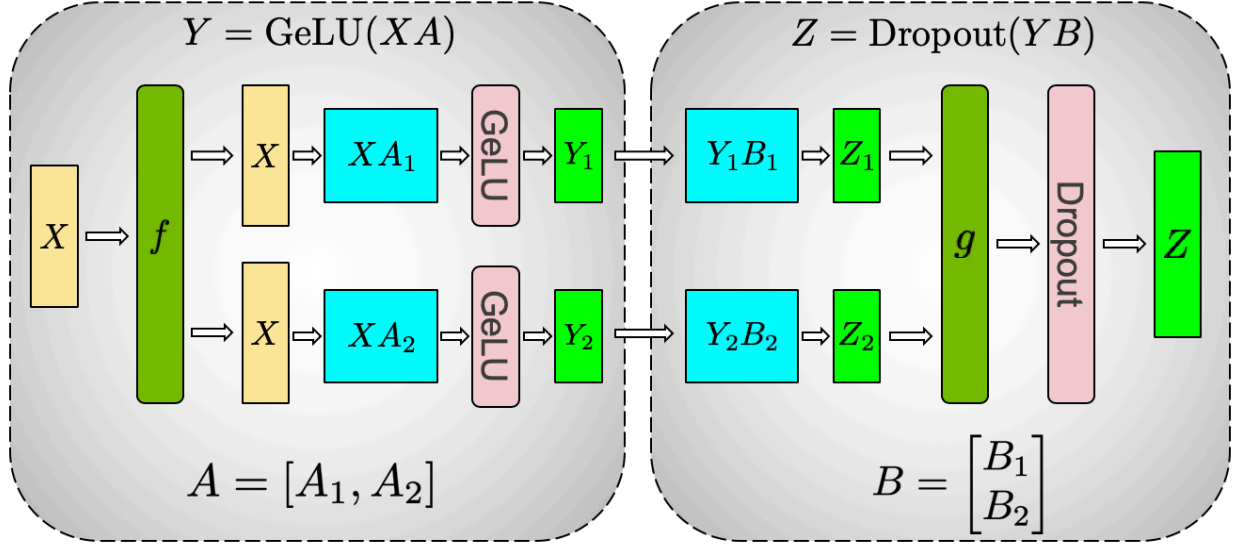 Y = GeLU(XA)
X
f
X
XA₁
GeLU
Y₁
X
XA₂
GeLU
Y₂
A = [A₁, A₂]
Z = Dropout(YB)
Y₁B₁
Z₁
Y₂B₂
Z₂
g
Dropout
Z
B = [B₁
B₂]